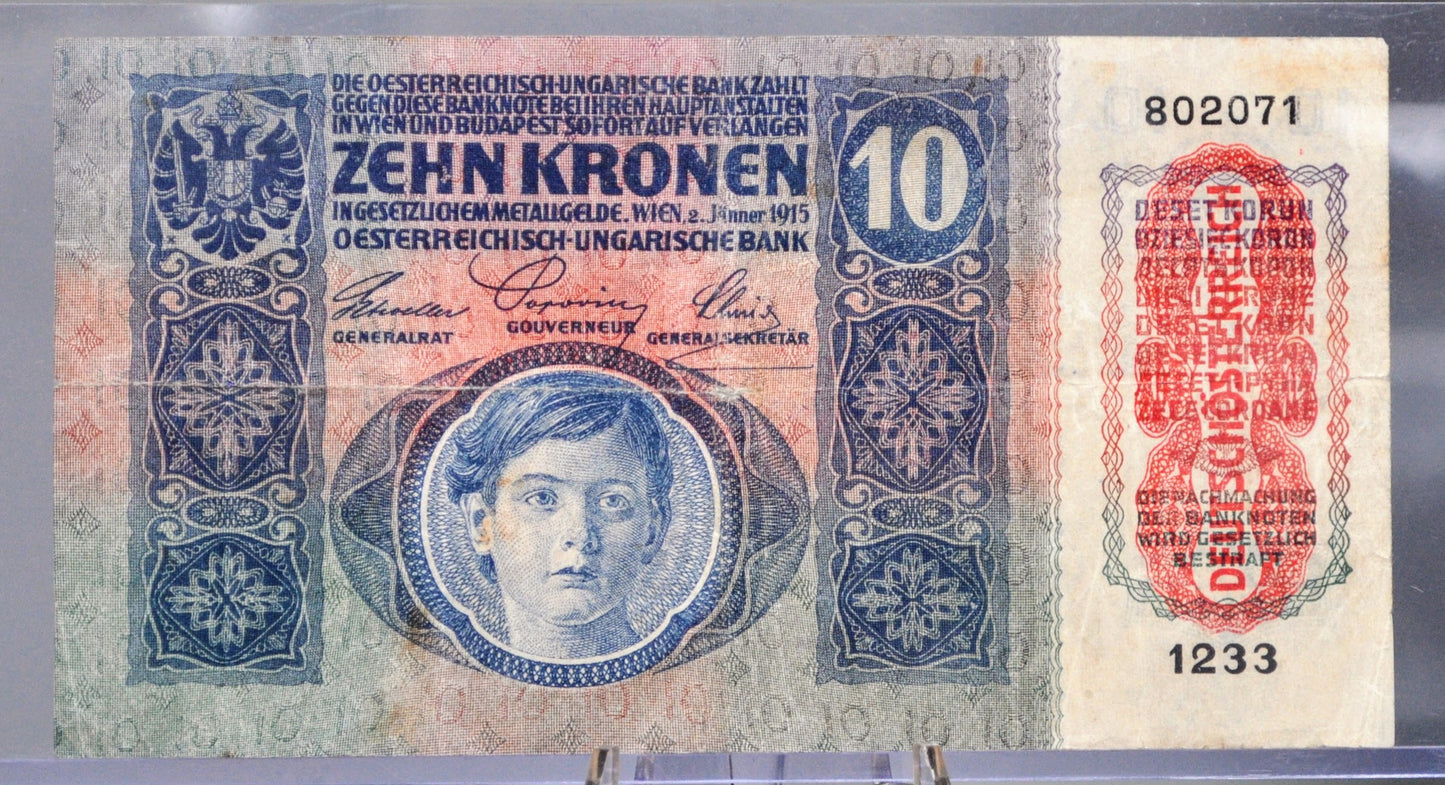 DIE OESTERREICHISCH-UNGARISCHE BANK ZAHLT
GEGEN DIESE BANKNOTE BEI IHREN HAUPTANSTALTEN
IN WIEN UND BUDAPEST SOFORT AUF VERLANGEN
ZEHN KRONEN
IN GESETZLICHEM METALLGELDE. WIEN, 2. Jänner 1915
OESTERREICHISCH-UNGARISCHE BANK
GENERALRAT
GOUVERNEUR
GENERALSEKRETÄR
10
802071
DESET KORUN
DEUTSCHÖSTERREICH
DIE NACHMACHUNG
DER BANKNOTEN
WIRD GESETZLICH
BESTRAFT
1233